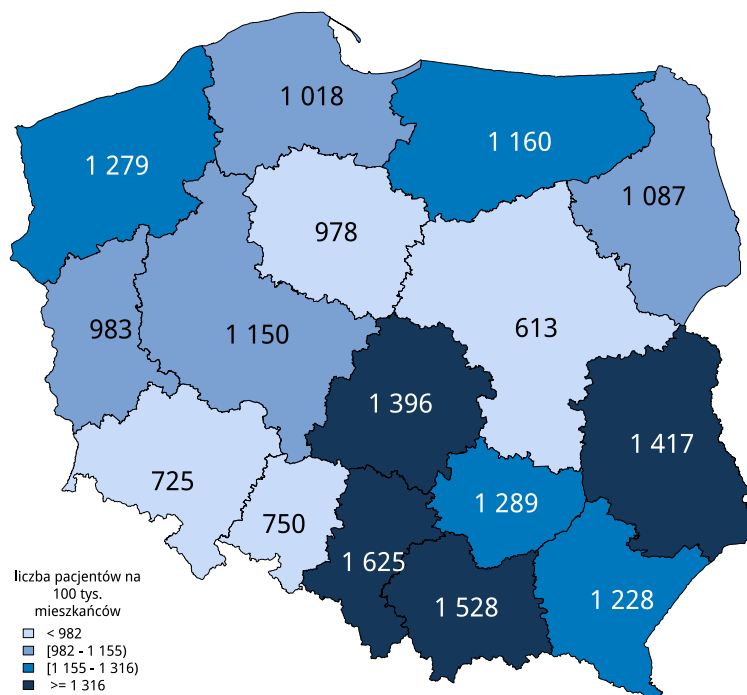 1 018
1 160
1 279
1 087
978
983
1 150
613
1 396
1 417
725
1 289
750
1 625
1 528
1 228
liczba pacjentów na
100 tys.
mieszkańców
< 982
[982 - 1 155)
[1 155 - 1 316)
>= 1 316